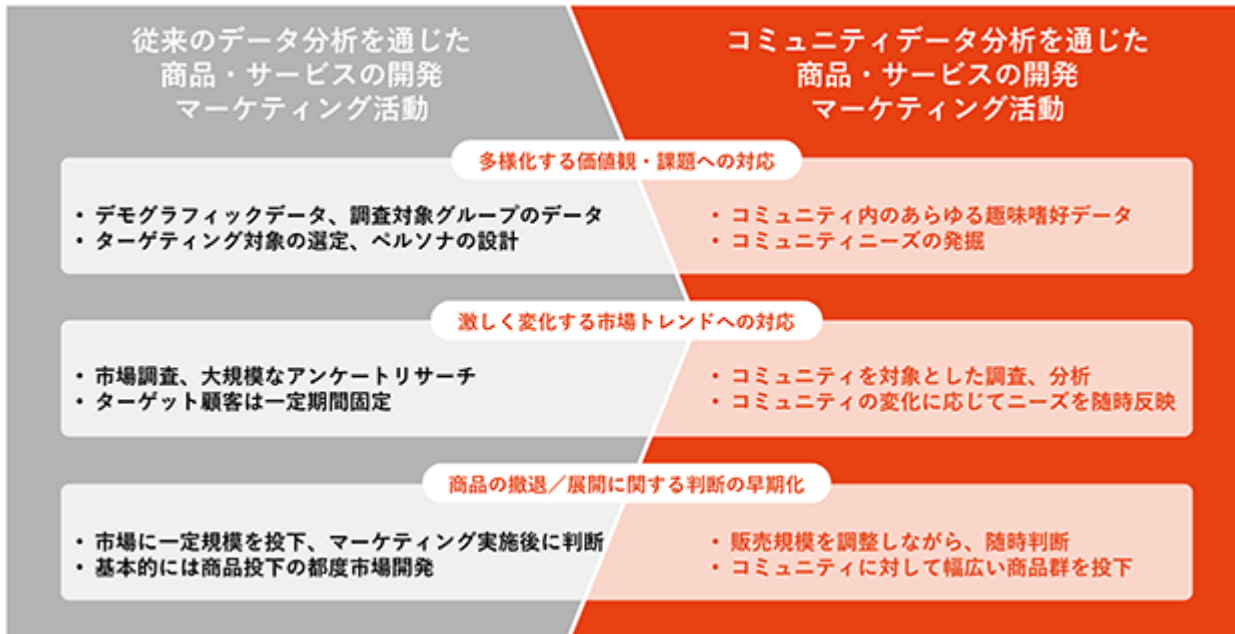 従来のデータ分析を通じた
商品・サービスの開発
マーケティング活動
コミュニティデータ分析を通じた
商品・サービスの開発
マーケティング活動
多様化する価値観・課題への対応
・デモグラフィックデータ、調査対象グループのデータ
・ターゲティング対象の選定、ペルソナの設計
・コミュニティ内のあらゆる趣味嗜好データ
・コミュニティニーズの発掘
激しく変化する市場トレンドへの対応
・市場調査、大規模なアンケートリサーチ
・ターゲット顧客は一定期間固定
・コミュニティを対象とした調査、分析
・コミュニティの変化に応じてニーズを随時反映
商品の撤退／展開に関する判断の早期化
・市場に一定規模を投下、マーケティング実施後に判断
・基本的には商品投下の都度市場開発
・販売規模を調整しながら、随時判断
・コミュニティに対して幅広い商品群を投下